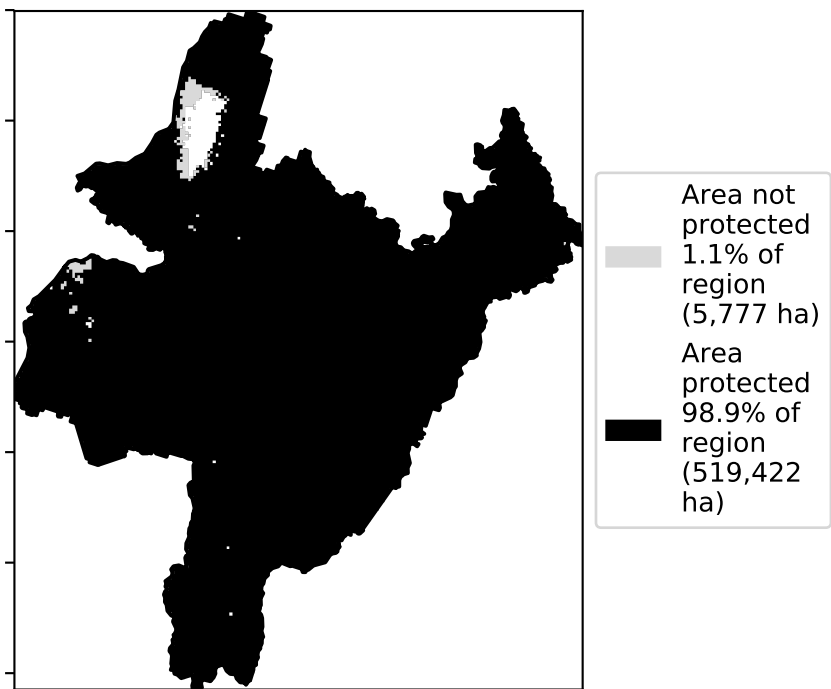 Area not
protected
1.1% of
region
(5,777 ha)
Area
protected
98.9% of
region
(519,422
ha)